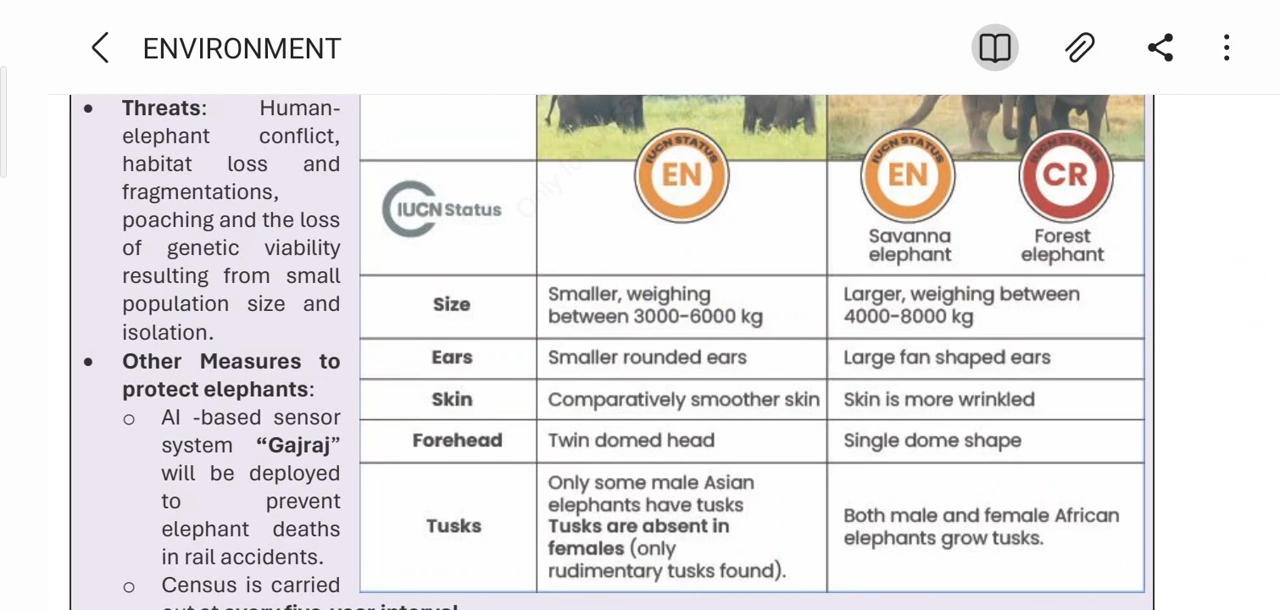 ENVIRONMENT
• Threats: Human-
elephant conflict,
habitat loss and
fragmentations,
poaching and the loss
of genetic viability
resulting from small
population size and
isolation.
• Other Measures to
protect elephants:
o AI -based sensor
system “Gajraj”
will be deployed
to prevent
elephant deaths
in rail accidents.
o Census is carried
out at every five-year interval
IUCN STATUS
EN
IUCN STATUS
EN
IUCN STATUS
CR
IUCN Status
Savanna
elephant
Forest
elephant
Size
Smaller, weighing
between 3000-6000 kg
Larger, weighing between
4000-8000 kg
Ears
Smaller rounded ears
Large fan shaped ears
Skin
Comparatively smoother skin
Skin is more wrinkled
Forehead
Twin domed head
Single dome shape
Tusks
Only some male Asian
elephants have tusks
Tusks are absent in
females (only
rudimentary tusks found).
Both male and female African
elephants grow tusks.